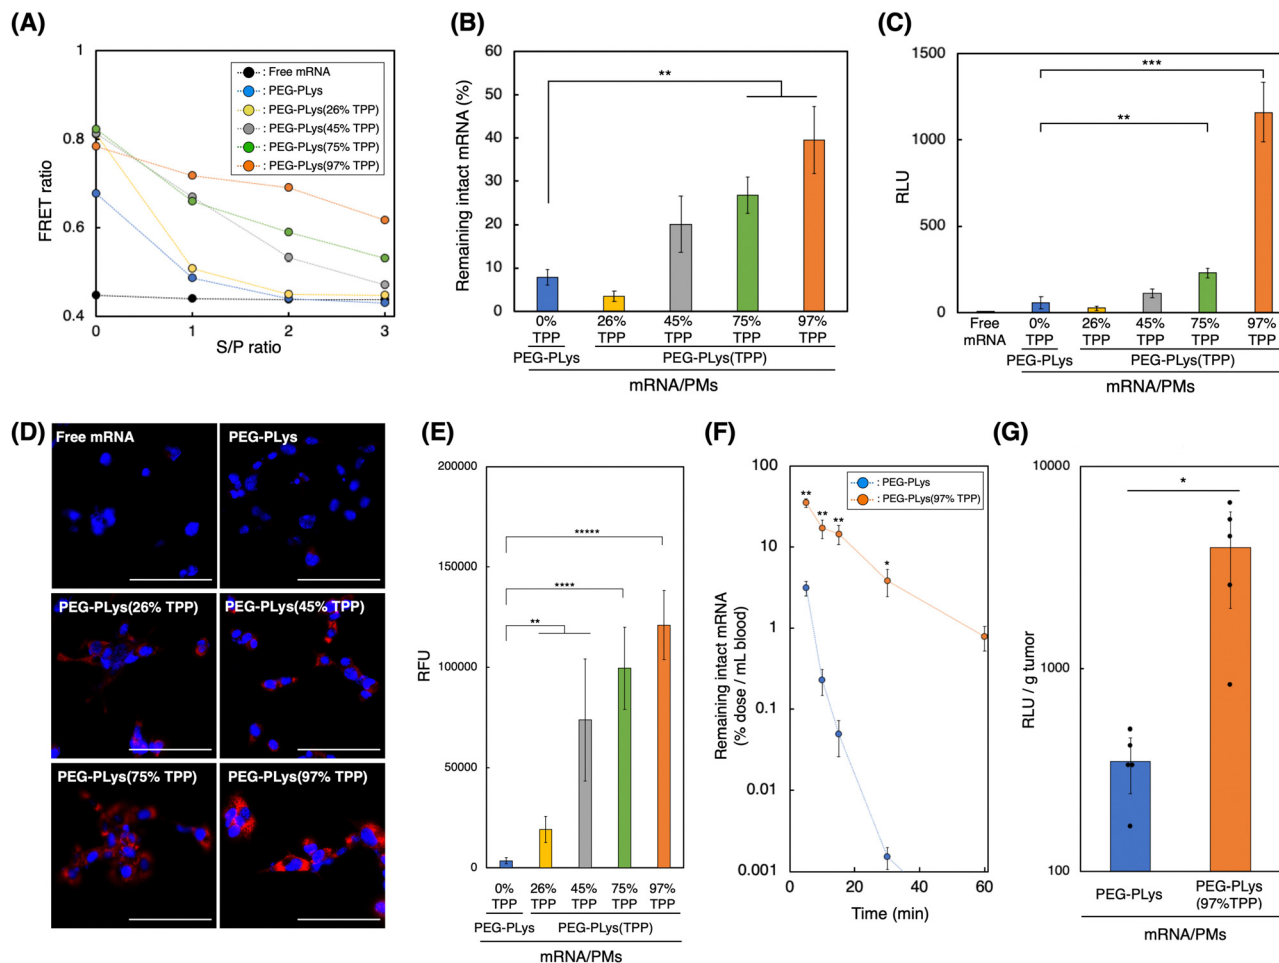 (A)
1
0.8
0.6
0.4
0
1
2
3
FRET ratio
S/P ratio
: Free mRNA
: PEG-PLys
: PEG-PLys(26% TPP)
: PEG-PLys(45% TPP)
: PEG-PLys(75% TPP)
: PEG-PLys(97% TPP)
(B)
60
50
40
30
20
10
0
Remaining intact mRNA (%)
**
0% 26% 45% 75% 97%
TPP TPP TPP TPP TPP
PEG-PLys PEG-PLys(TPP)
mRNA/PMs
(C)
1500
1000
500
0
RLU
***
**
Free 0% 26% 45% 75% 97%
mRNA TPP TPP TPP TPP TPP
PEG-PLys PEG-PLys(TPP)
mRNA/PMs
(D)
Free mRNA
PEG-PLys
PEG-PLys(26% TPP)
PEG-PLys(45% TPP)
PEG-PLys(75% TPP)
PEG-PLys(97% TPP)
(E)
200000
150000
100000
50000
0
RFU
*****
****
**
0% 26% 45% 75% 97%
TPP TPP TPP TPP TPP
PEG-PLys PEG-PLys(TPP)
mRNA/PMs
(F)
100
10
1
0.1
0.01
0.001
Remaining intact mRNA
(% dose / mL blood)
: PEG-PLys
: PEG-PLys(97% TPP)
**
**
**
*
0 20 40 60
Time (min)
(G)
10000
1000
100
RLU / g tumor
*
PEG-PLys
PEG-PLys
(97%TPP)
mRNA/PMs